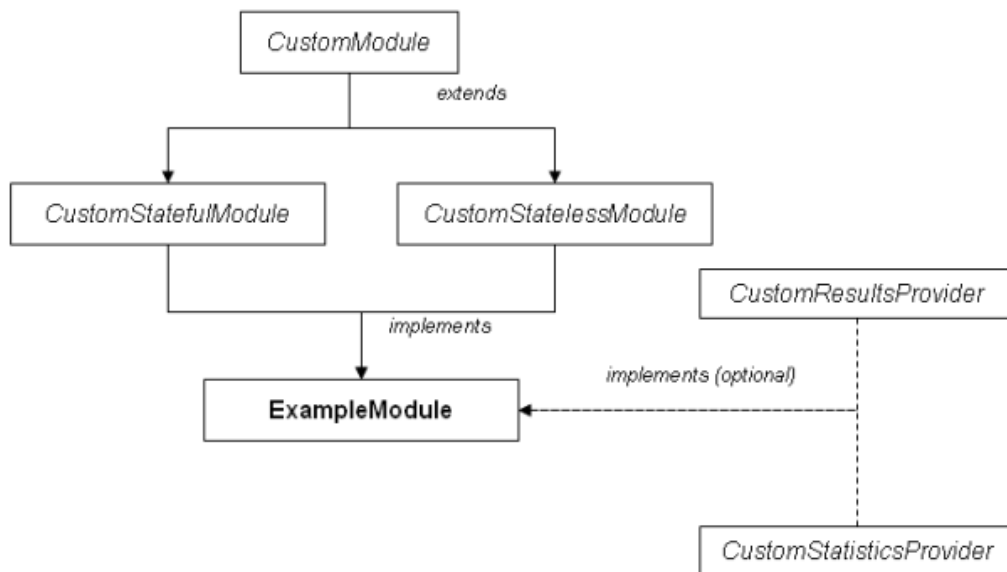 CustomModule
extends
CustomStatefulModule
CustomStatelessModule
CustomResultsProvider
implements
implements (optional)
ExampleModule
CustomStatisticsProvider